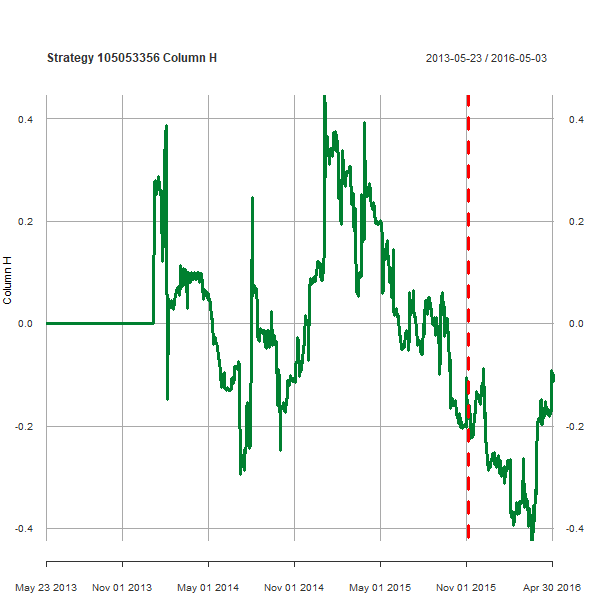 Strategy 105053356 Column H
2013-05-23 / 2016-05-03
0.4 0.4
0.2 0.2
0.0 0.0
-0.2 -0.2
-0.4 -0.4
Column H
May 23 2013 Nov 01 2013 May 01 2014 Nov 01 2014 May 01 2015 Nov 01 2015 Apr 30 2016